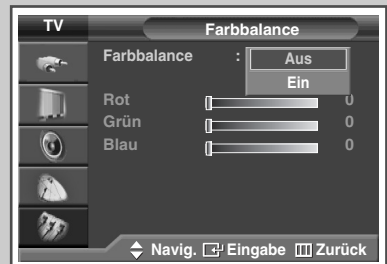 TV Farbbalance
Farbbalance : Aus
Ein
Rot 0
Grün 0
Blau 0
Navig. Eingabe Zurück